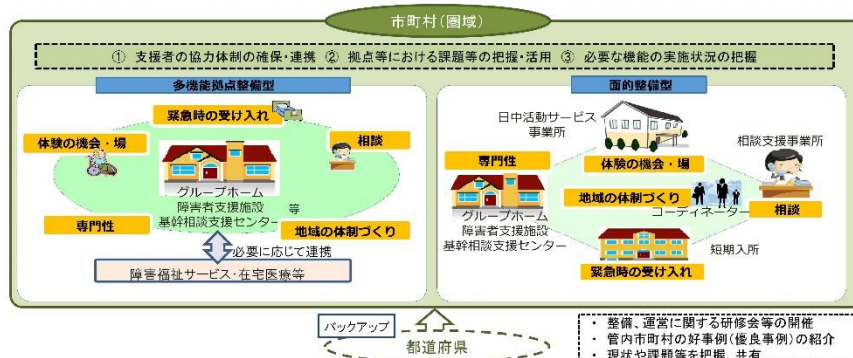 市町村(圏域)
① 支援者の協力体制の確保・連携 ② 拠点等における課題等の把握・活用 ③ 必要な機能の実施状況の把握
多機能拠点整備型
緊急時の受け入れ
体験の機会・場
相談
グループホーム
障害者支援施設 等
基幹相談支援センター
専門性
地域の体制づくり
必要に応じて連携
障害福祉サービス・在宅医療等
面的整備型
日中活動サービス
事業所
相談支援事業所
専門性
体験の機会・場
地域の体制づくり
グループホーム
障害者支援施設
基幹相談支援センター
コーディネーター
相談
短期入所
緊急時の受け入れ
バックアップ
都道府県
・ 整備、運営に関する研修会等の開催
・ 管内市町村の好事例(優良事例)の紹介
・ 現状や課題等を把握、共有